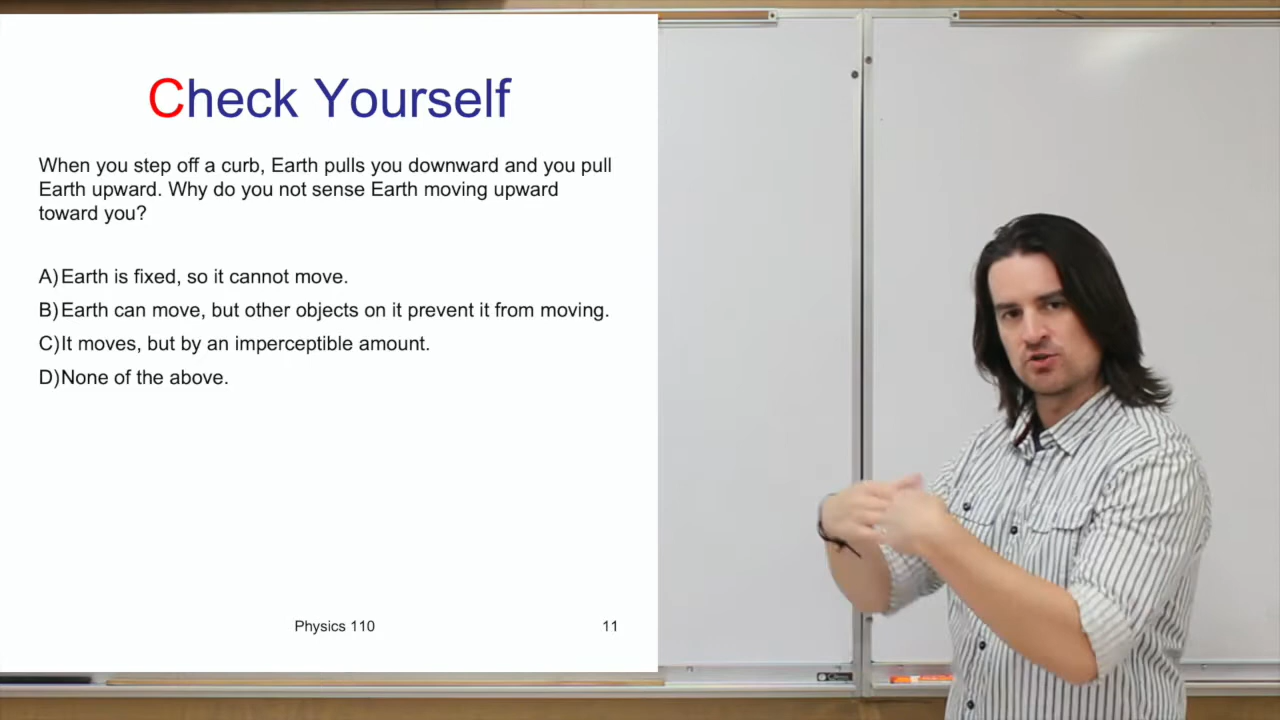 Check Yourself
When you step off a curb, Earth pulls you downward and you pull
Earth upward. Why do you not sense Earth moving upward
toward you?
A) Earth is fixed, so it cannot move.
B) Earth can move, but other objects on it prevent it from moving.
C) It moves, but by an imperceptible amount.
D) None of the above.
Physics 110
11